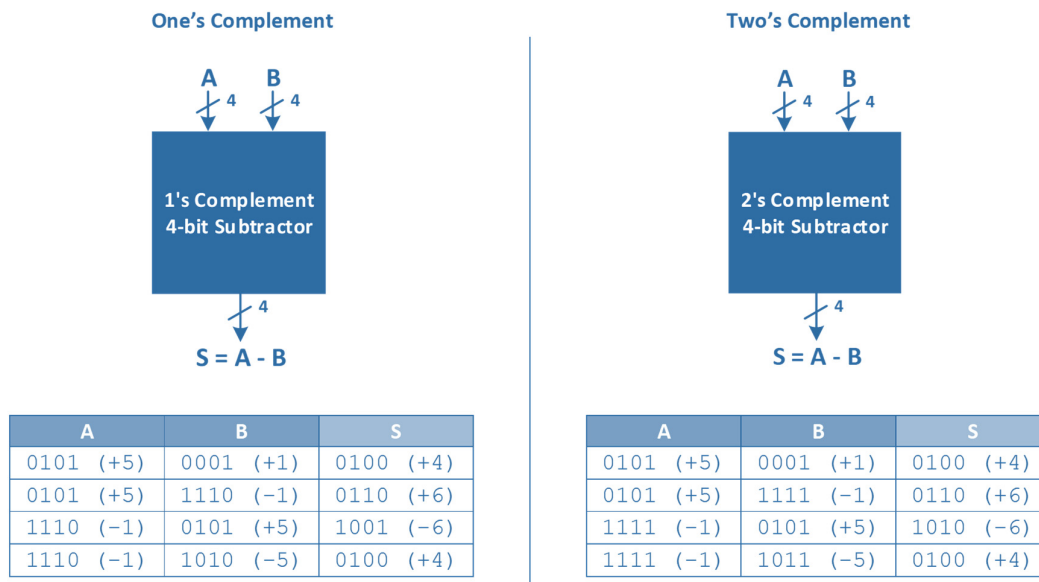 One's Complement
A B
4 4
1's Complement
4-bit Subtractor
4
S = A - B
A B S
0101 (+5) 0001 (+1) 0100 (+4)
0101 (+5) 1110 (-1) 0110 (+6)
1110 (-1) 0101 (+5) 1001 (-6)
1110 (-1) 1010 (-5) 0100 (+4)
Two's Complement
A B
4 4
2's Complement
4-bit Subtractor
4
S = A - B
A B S
0101 (+5) 0001 (+1) 0100 (+4)
0101 (+5) 1111 (-1) 0110 (+6)
1111 (-1) 0101 (+5) 1010 (-6)
1111 (-1) 1011 (-5) 0100 (+4)